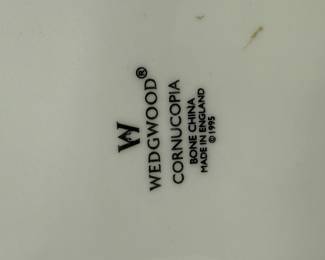 W
WEDGWOOD®
CORNUCOPIA
BONE CHINA
MADE IN ENGLAND
© 1995